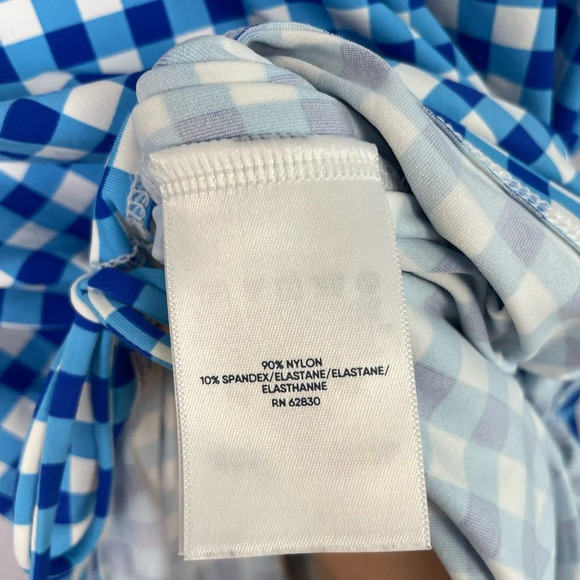 90% NYLON
10% SPANDEX/ELASTANE/ELASTANE/
ELASTHANNE
RN 62830